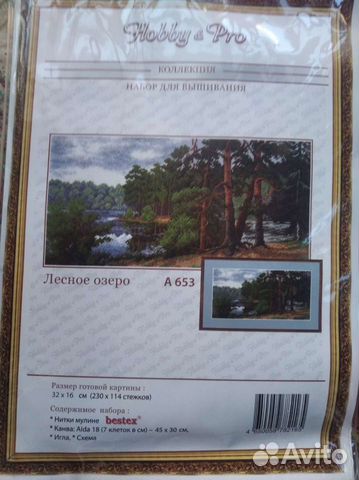 Hobby & Pro
КОЛЛЕКЦИЯ
НАБОР ДЛЯ ВЫШИВАНИЯ
Лесное озеро А 653
Размер готовой картины :
32 х 16 см (230 х 114 стежков)
Содержимое набора :
* Нитки мулине bestex®
* Канва: Aida 18 (7 клеток в см) – 45 х 30 см.
* Игла, * Схема
Avito